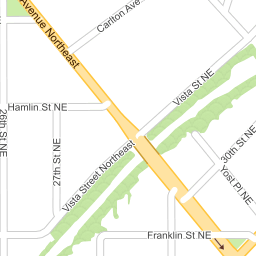 Carlton Ave
Avenue Northeast
Vista St NE
Hamlin St NE
26th St NE
27th St NE
30th St NE
Yost Pl NE
Vista Street Northeast
Franklin St NE